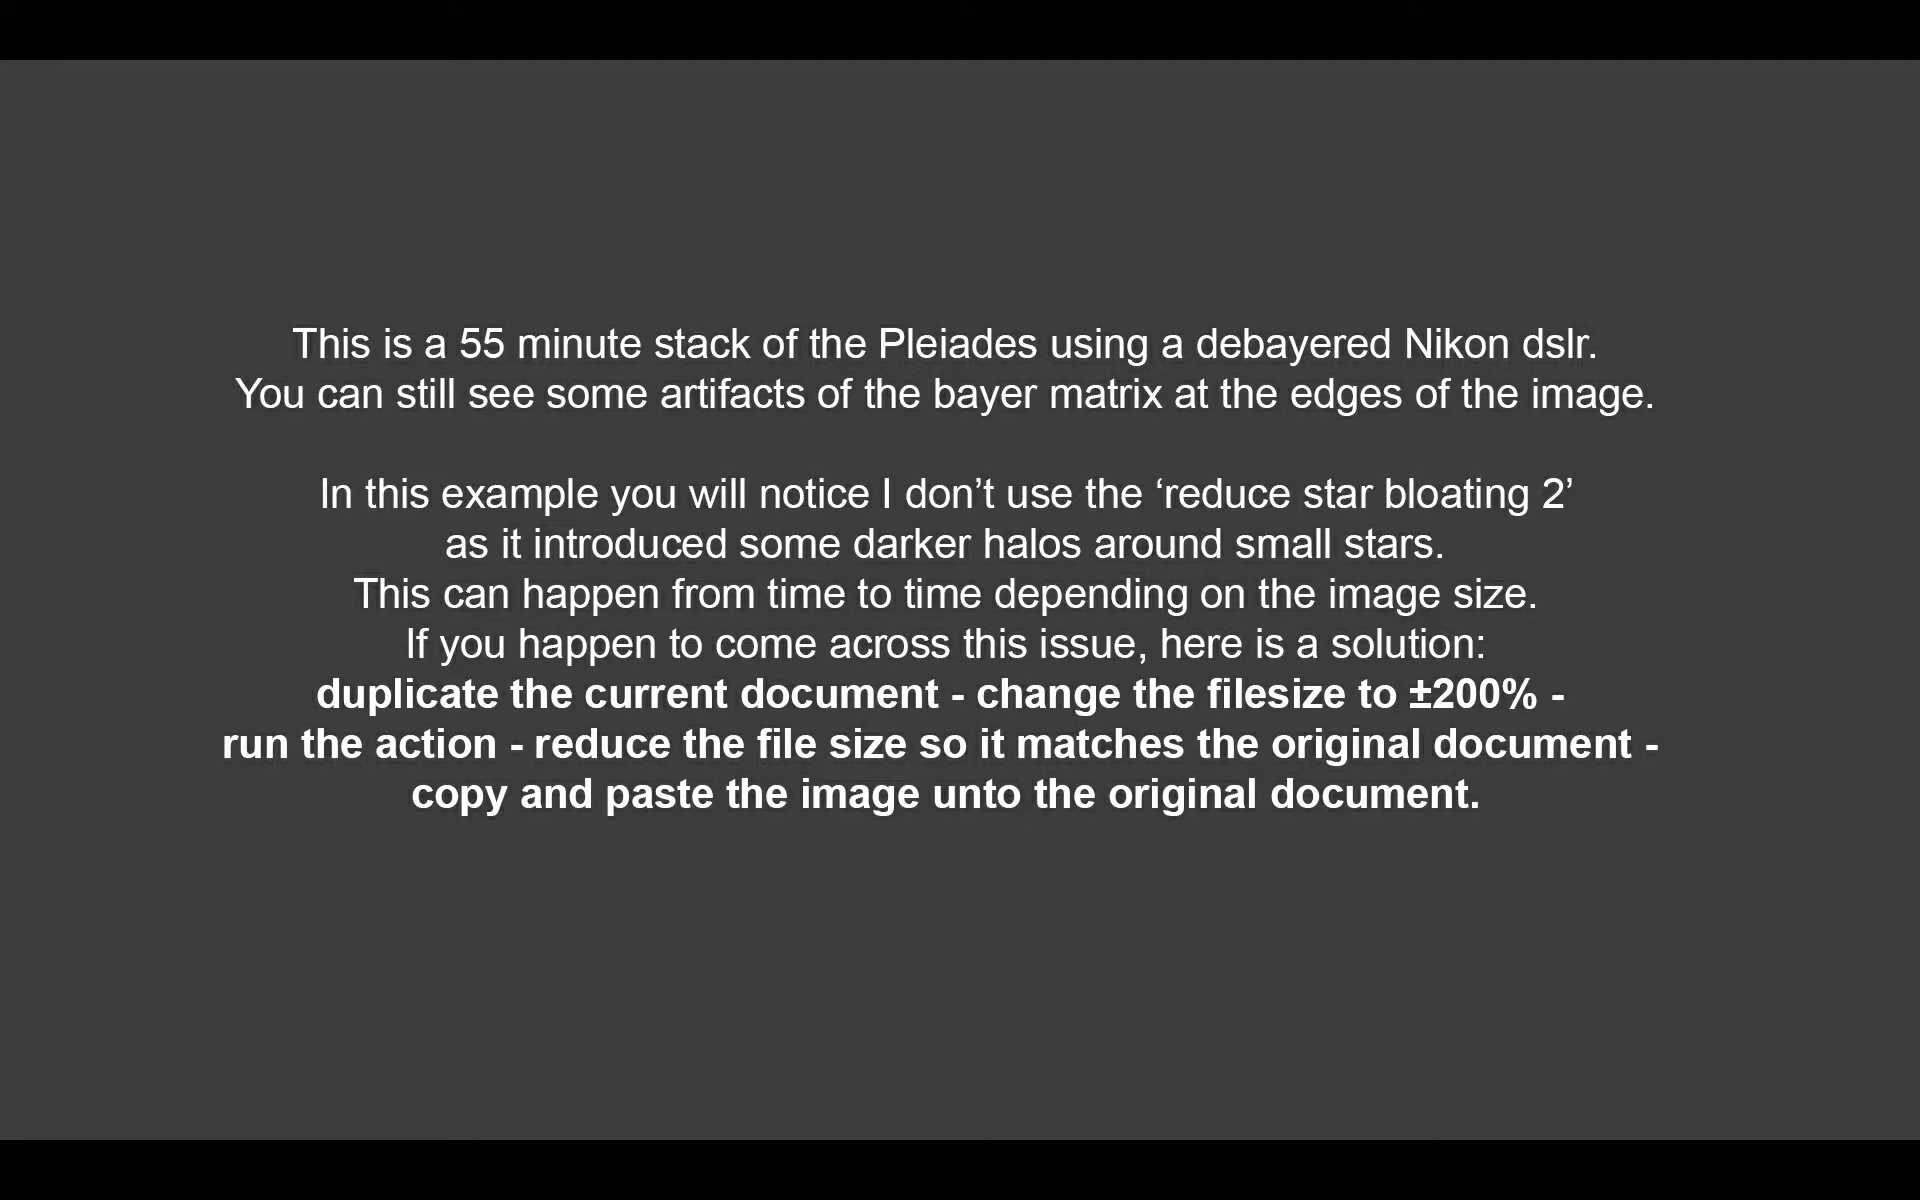 This is a 55 minute stack of the Pleiades using a debayered Nikon dslr.
You can still see some artifacts of the bayer matrix at the edges of the image.
In this example you will notice I don’t use the ‘reduce star bloating 2’
as it introduced some darker halos around small stars.
This can happen from time to time depending on the image size.
If you happen to come across this issue, here is a solution:
duplicate the current document - change the filesize to ±200% -
run the action - reduce the file size so it matches the original document -
copy and paste the image unto the original document.